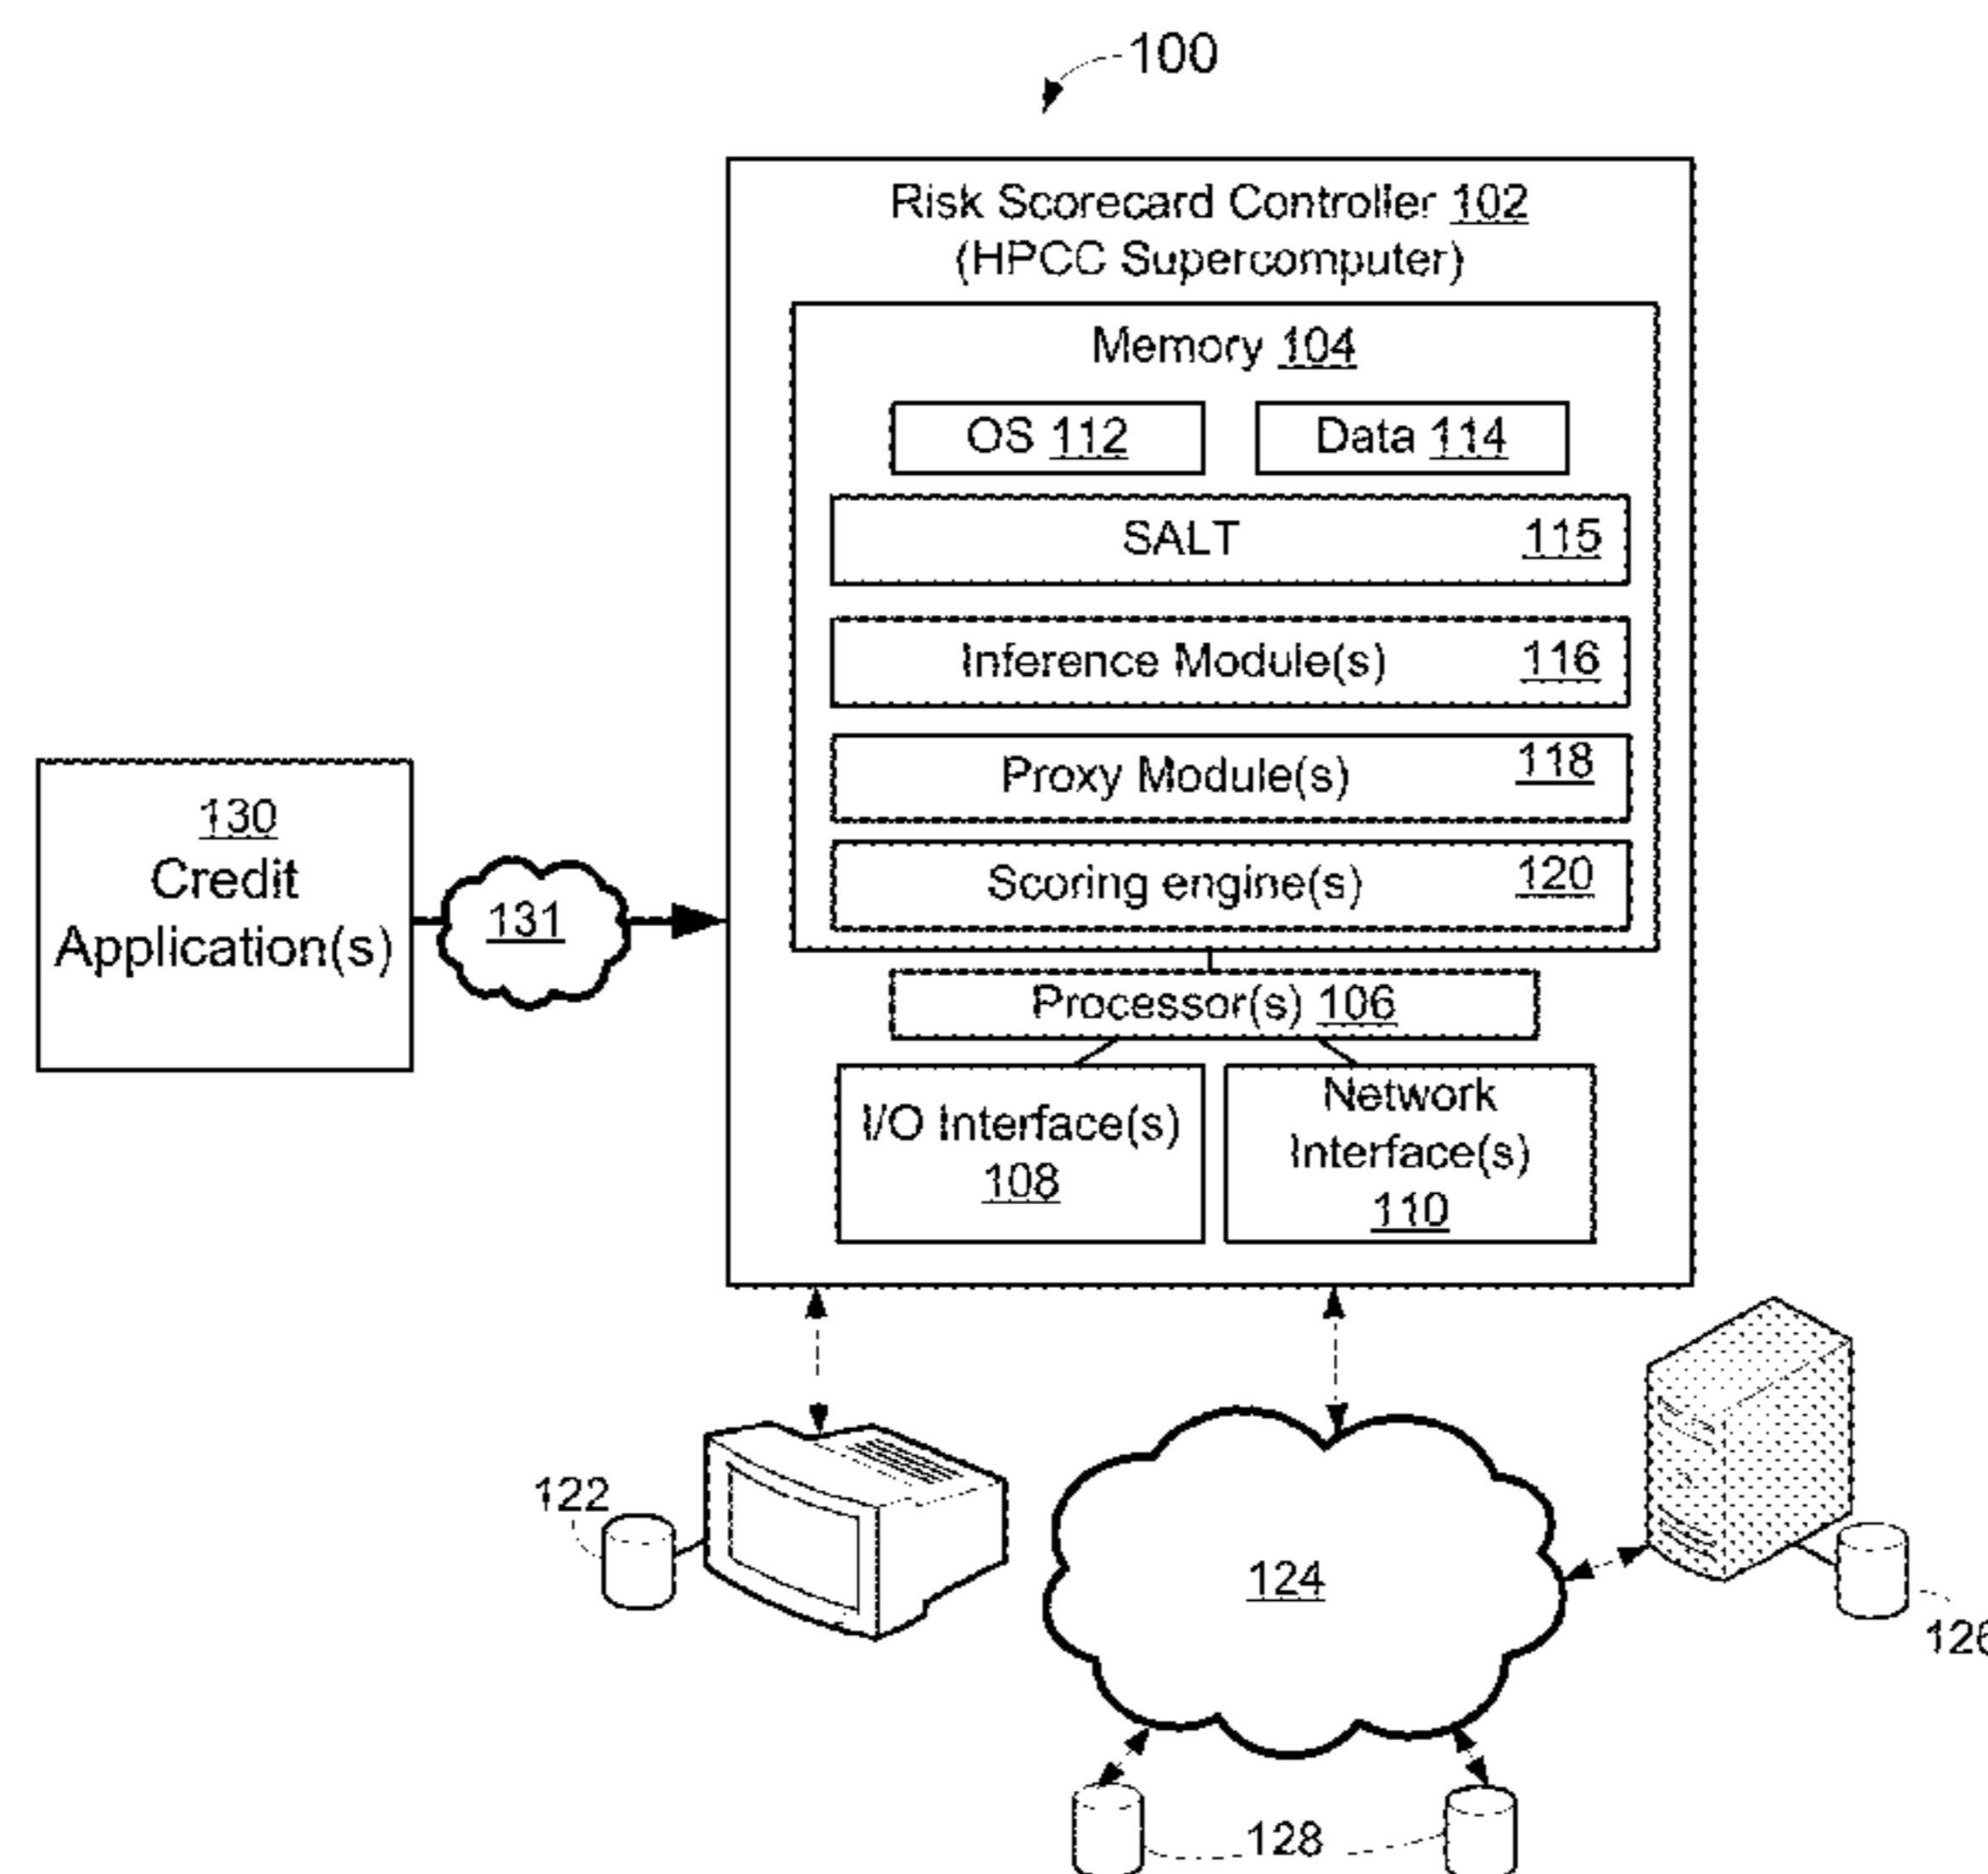 100
Risk Scorecard Controller 102
(HPCC Supercomputer)
Memory 104
OS 112
Data 114
SALT 115
Inference Module(s) 116
Proxy Module(s) 118
Scoring engine(s) 120
130
Credit
Application(s)
131
Processor(s) 106
I/O Interface(s)
108
Network
Interface(s)
110
122
124
126
128